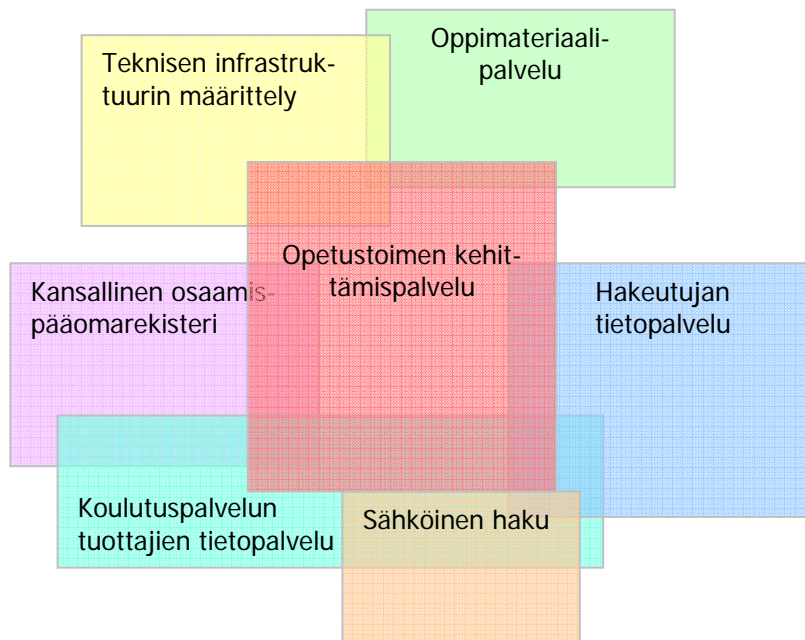 Teknisen infrastruk-
tuurin määrittely
Oppimateriaali-
palvelu
Opetustoimen kehit-
tämispalvelu
Kansallinen osaamis-
pääomarekisteri
Hakeutujan
tietopalvelu
Koulutuspalvelun
tuottajien tietopalvelu
Sähköinen haku